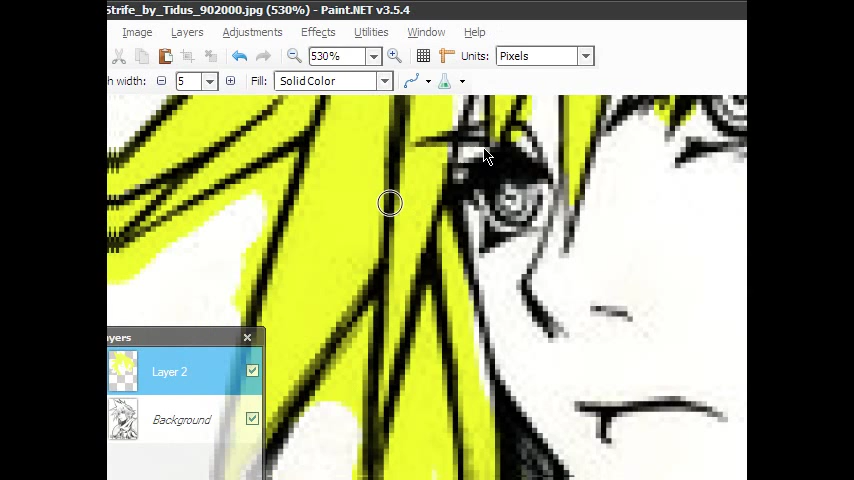 Strife_by_Tidus_902000.jpg (530%) - Paint.NET v3.5.4
Image Layers Adjustments Effects Utilities Window Help
530% Units: Pixels
h width: 5 Fill: Solid Color
yers
Layer 2
Background